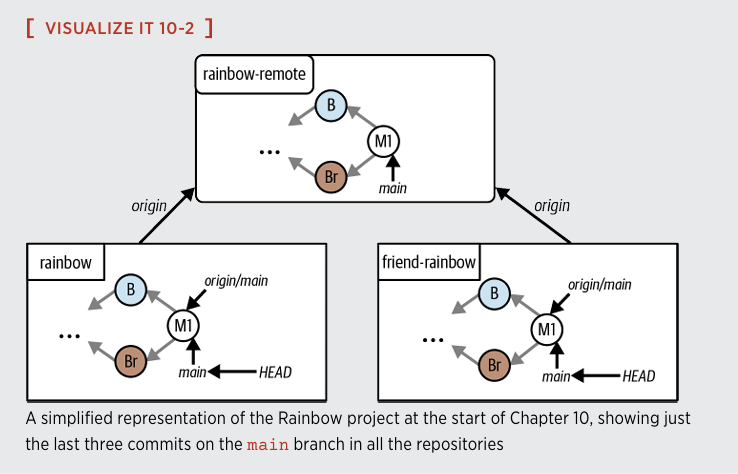 [ VISUALIZE IT 10-2 ]
rainbow-remote
B
M1
...
Br
main
origin
origin
rainbow
B
origin/main
M1
...
Br
main
HEAD
friend-rainbow
B
origin/main
M1
...
Br
main
HEAD
A simplified representation of the Rainbow project at the start of Chapter 10, showing just
the last three commits on the main branch in all the repositories